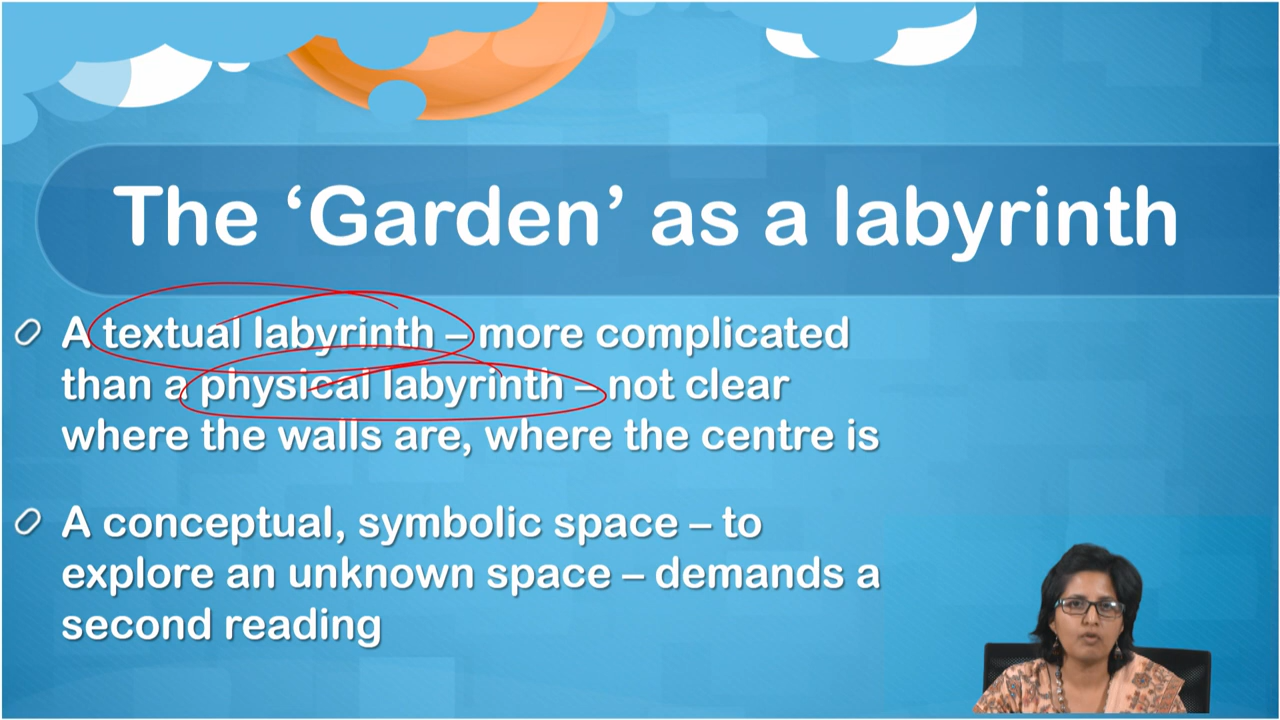 The ‘Garden’ as a labyrinth
A textual labyrinth – more complicated
than a physical labyrinth – not clear
where the walls are, where the centre is
A conceptual, symbolic space – to
explore an unknown space – demands a
second reading